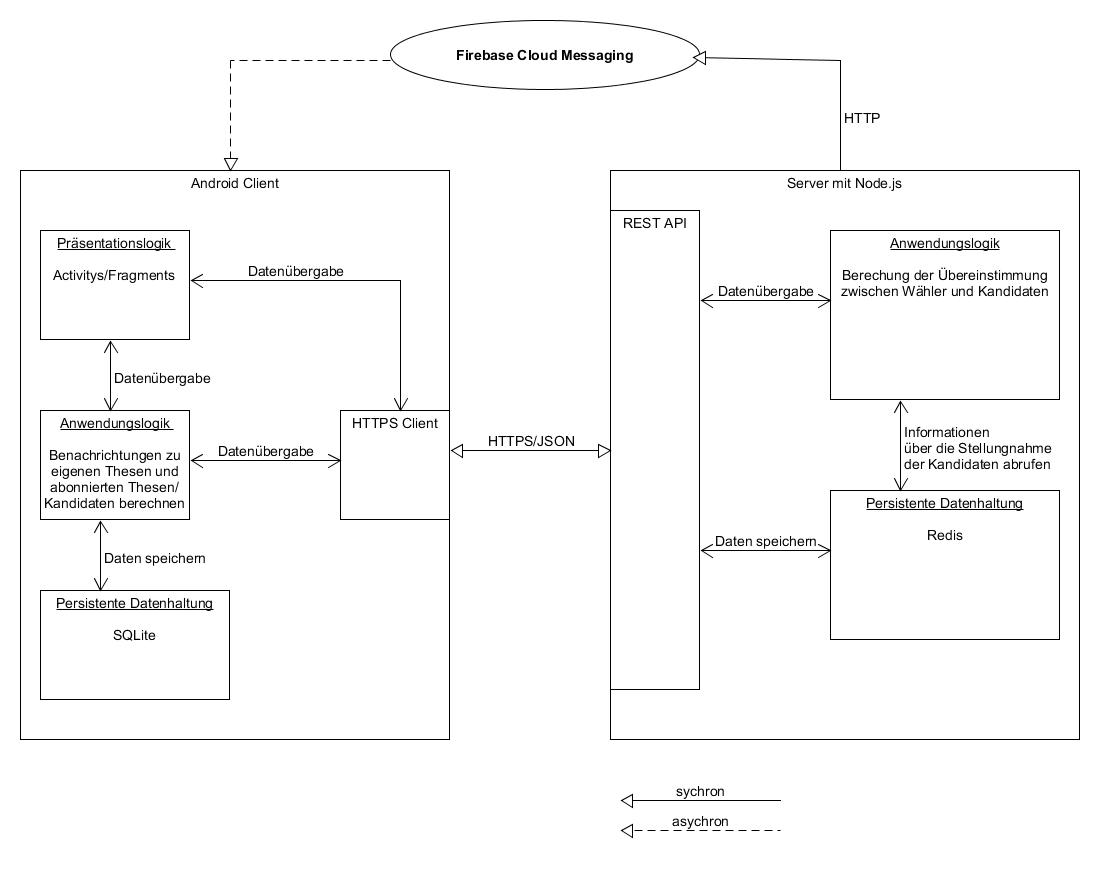 Firebase Cloud Messaging
HTTP
Android Client
Präsentationslogik
Activitys/Fragments
Datenübergabe
Datenübergabe
Anwendungslogik
Benachrichtungen zu
eigenen Thesen und
abonnierten Thesen/
Kandidaten berechnen
Datenübergabe
HTTPS Client
Daten speichern
Persistente Datenhaltung
SQLite
HTTPS/JSON
Server mit Node.js
REST API
Datenübergabe
Anwendungslogik
Berechung der Übereinstimmung
zwischen Wähler und Kandidaten
Informationen
über die Stellungnahme
der Kandidaten abrufen
Daten speichern
Persistente Datenhaltung
Redis
sychron
asychron